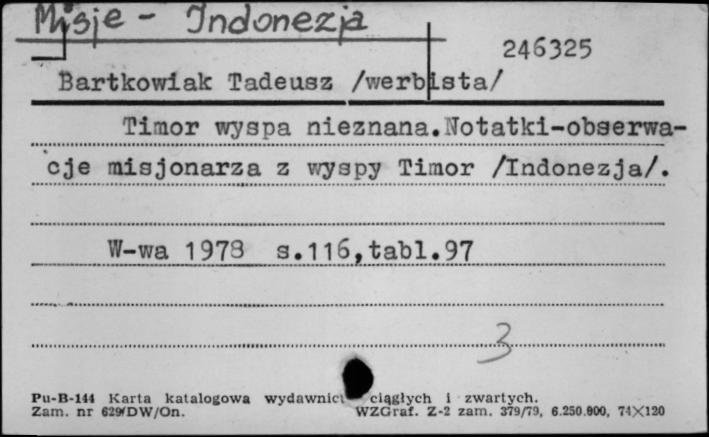 Misje - Indonezja
246325
Bartkowiak Tadeusz /werbista/
Timor wyspa nieznana.Notatki-obserwa-
cje misjonarza z wyspy Timor /Indonezja/.
W-wa 1978 s.116,tabl.97
3
Pu-B-144 Karta katalogowa wydawnict ciągłych i zwartych.
Zam. nr 629/DW/On. WZGraf. Z-2 zam. 379/79, 6.250.000, 74×120